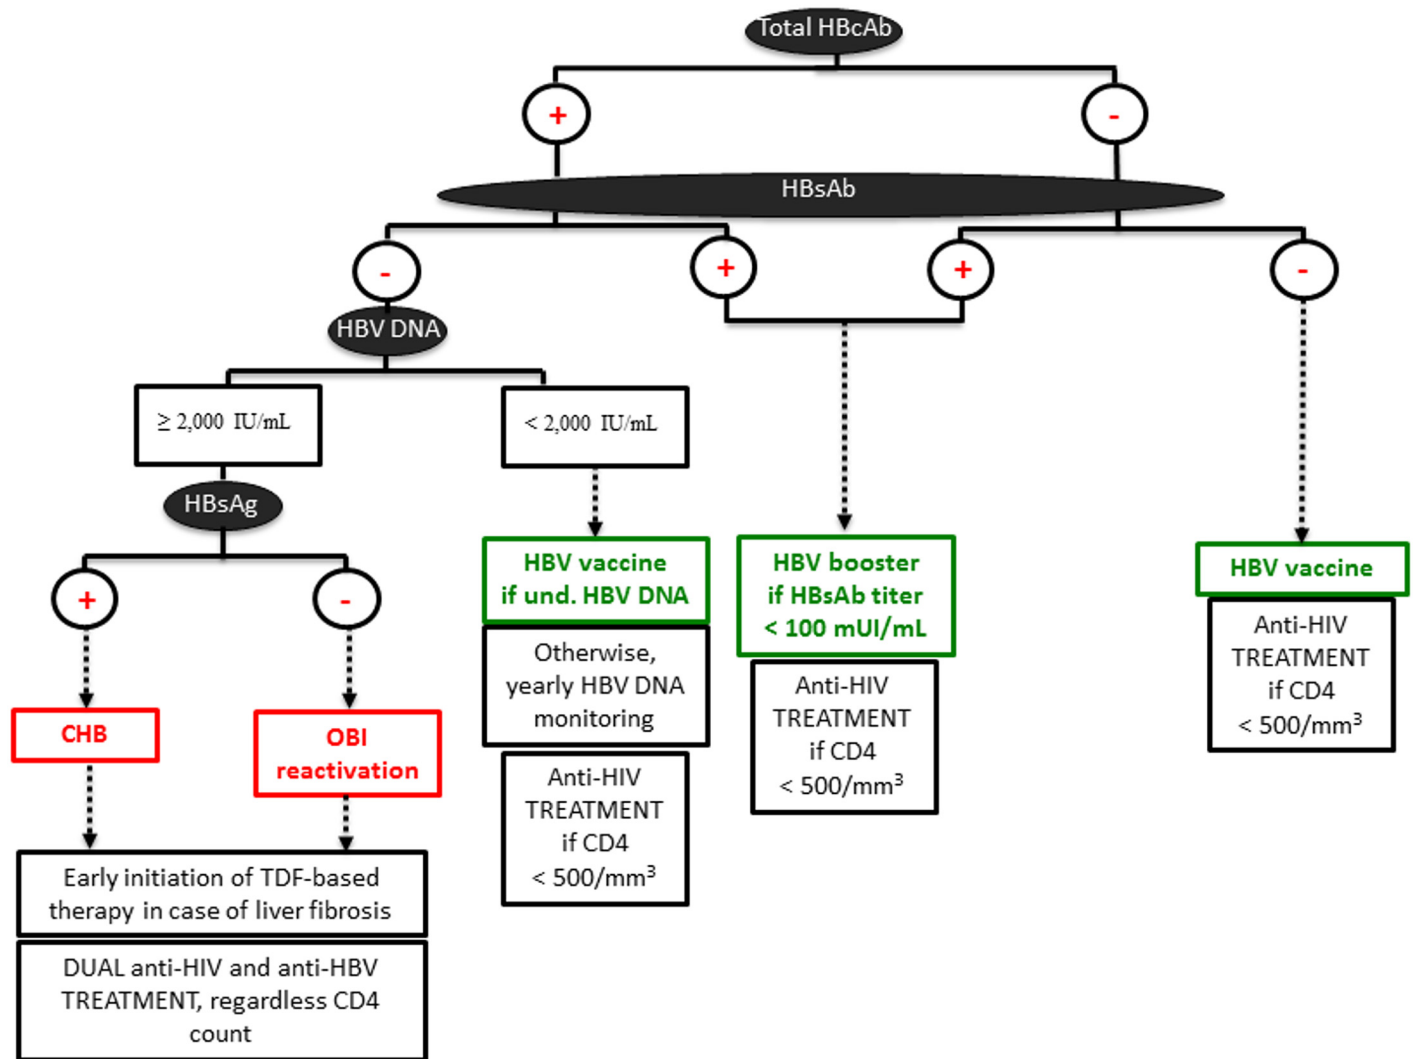 Total HBcAb
+
-
HBsAb
-
+
+
-
HBV DNA
≥ 2,000 IU/mL
< 2,000 IU/mL
HBsAg
+
-
CHB
OBI
reactivation
Early initiation of TDF-based
therapy in case of liver fibrosis
DUAL anti-HIV and anti-HBV
TREATMENT, regardless CD4
count
HBV vaccine
if und. HBV DNA
Otherwise,
yearly HBV DNA
monitoring
Anti-HIV
TREATMENT
if CD4
< 500/mm³
HBV booster
if HBsAb titer
< 100 mUI/mL
Anti-HIV
TREATMENT
if CD4
< 500/mm³
HBV vaccine
Anti-HIV
TREATMENT
if CD4
< 500/mm³